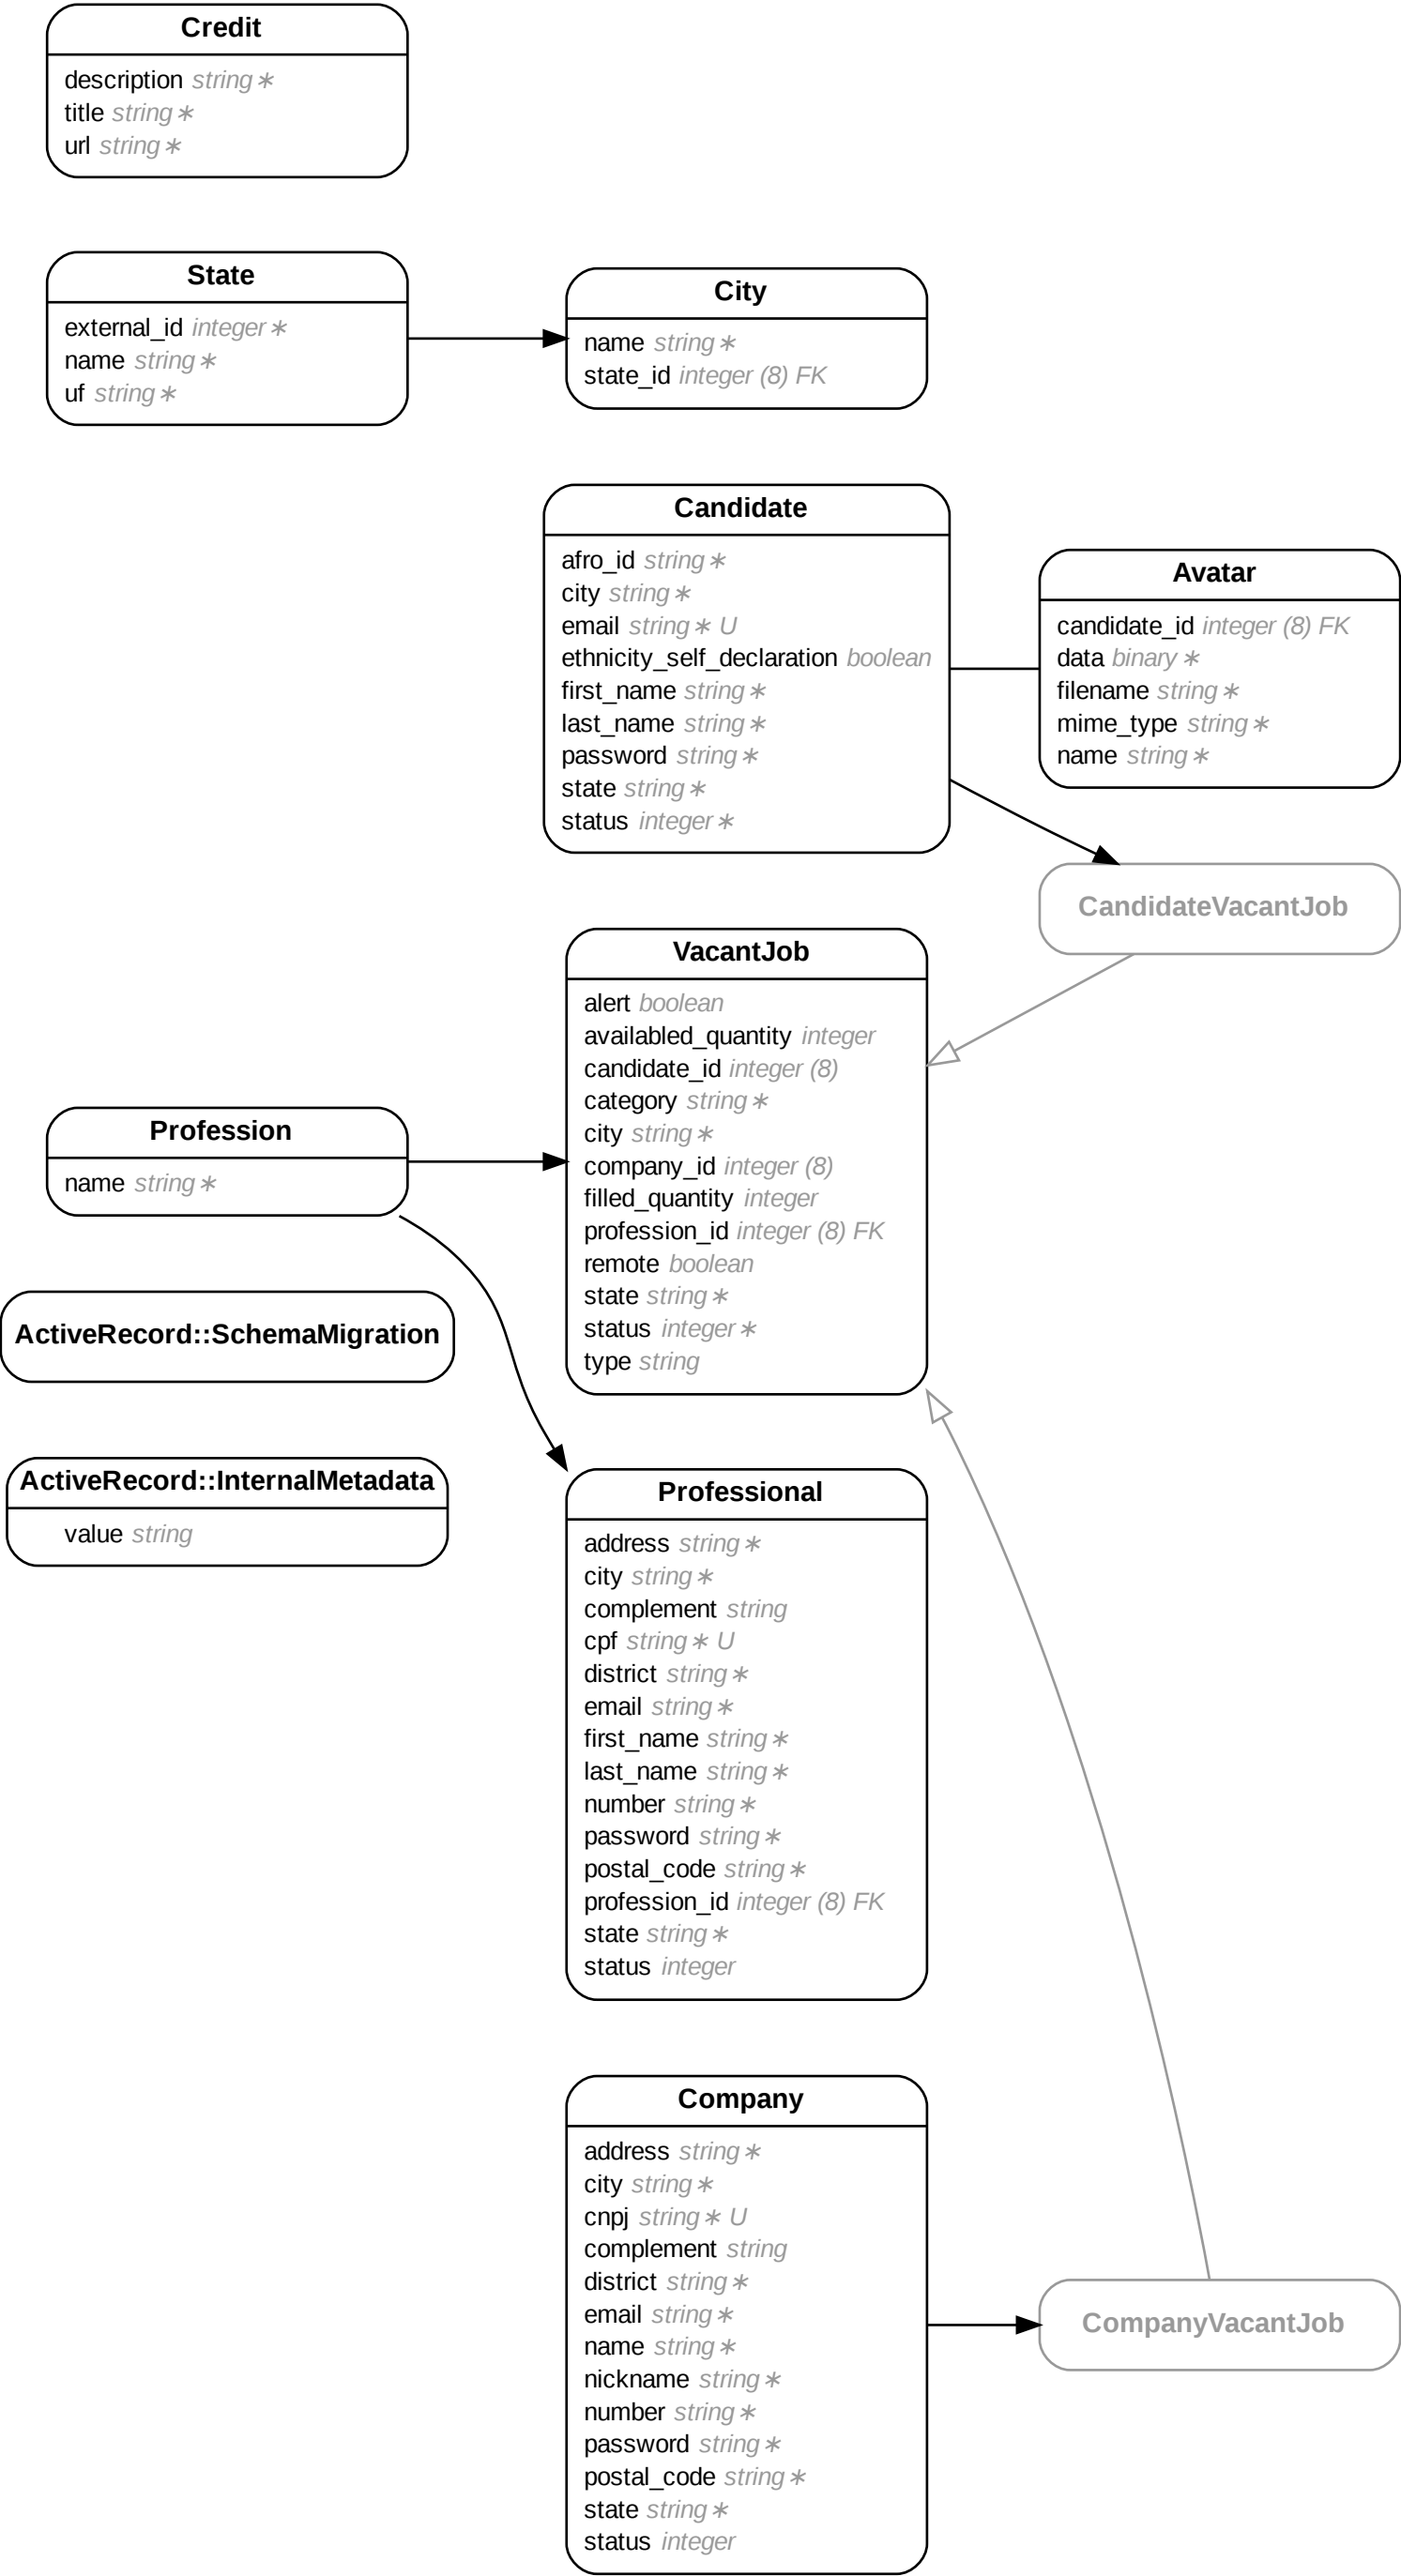 Credit
description string ∗
title string ∗
url string ∗
State
external_id integer ∗
name string ∗
uf string ∗
City
name string ∗
state_id integer (8) FK
Candidate
afro_id string ∗
city string ∗
email string ∗ U
ethnicity_self_declaration boolean
first_name string ∗
last_name string ∗
password string ∗
state string ∗
status integer ∗
Avatar
candidate_id integer (8) FK
data binary ∗
filename string ∗
mime_type string ∗
name string ∗
CandidateVacantJob
VacantJob
alert boolean
availabled_quantity integer
candidate_id integer (8)
category string ∗
city string ∗
company_id integer (8)
filled_quantity integer
profession_id integer (8) FK
remote boolean
state string ∗
status integer ∗
type string
Profession
name string ∗
ActiveRecord::SchemaMigration
ActiveRecord::InternalMetadata
value string
Professional
address string ∗
city string ∗
complement string
cpf string ∗ U
district string ∗
email string ∗
first_name string ∗
last_name string ∗
number string ∗
password string ∗
postal_code string ∗
profession_id integer (8) FK
state string ∗
status integer
Company
address string ∗
city string ∗
cnpj string ∗ U
complement string
district string ∗
email string ∗
name string ∗
nickname string ∗
number string ∗
password string ∗
postal_code string ∗
state string ∗
status integer
CompanyVacantJob